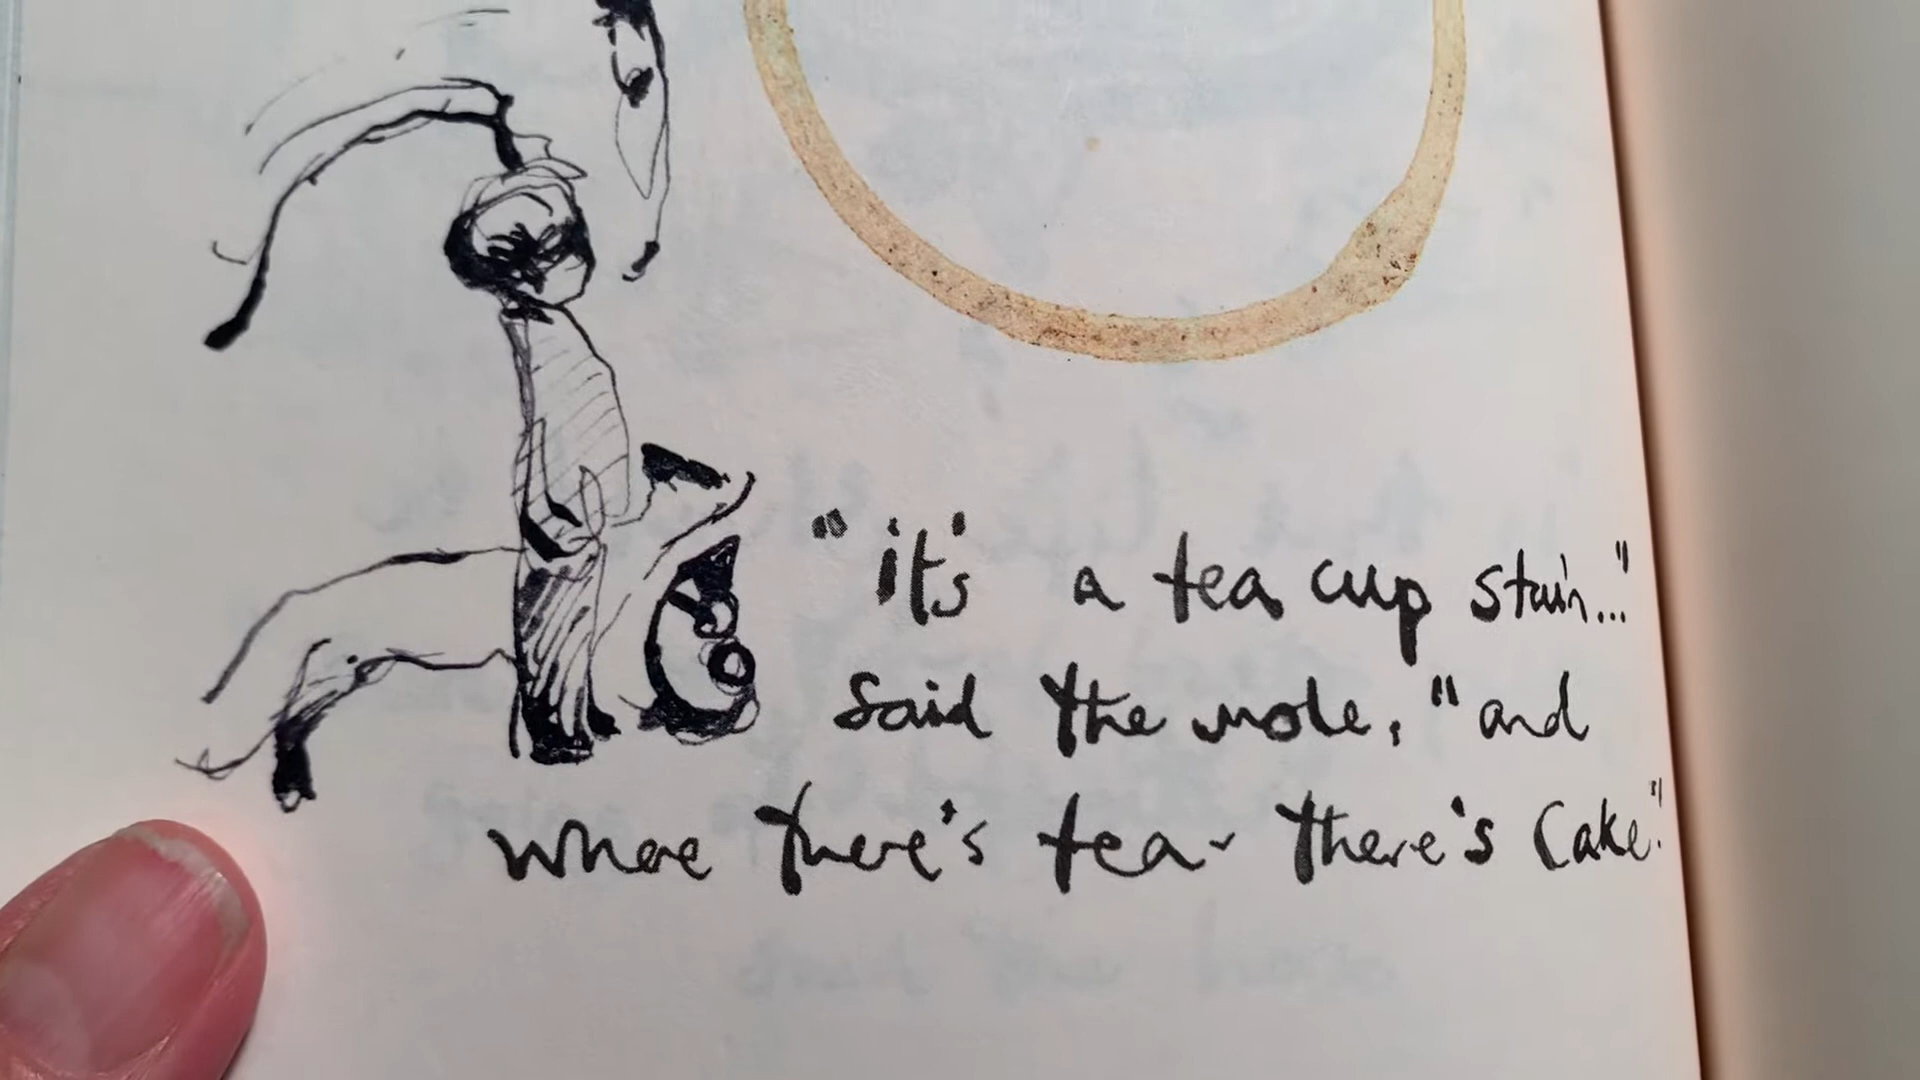 "it's a tea cup stain..."
said the mole, "and
where there's tea - there's cake."